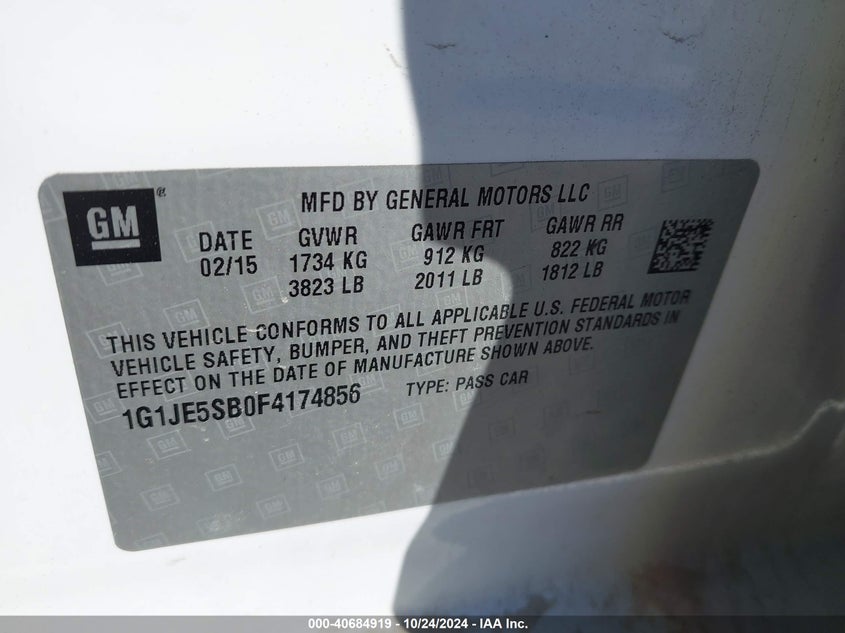 GM ®
MFD BY GENERAL MOTORS LLC
DATE GVWR GAWR FRT GAWR RR
02/15 1734 KG 912 KG 822 KG
3823 LB 2011 LB 1812 LB
THIS VEHICLE CONFORMS TO ALL APPLICABLE U.S. FEDERAL MOTOR
VEHICLE SAFETY, BUMPER, AND THEFT PREVENTION STANDARDS IN
EFFECT ON THE DATE OF MANUFACTURE SHOWN ABOVE.
1G1JE5SB0F4174856 TYPE: PASS CAR
000-40684919 - 10/24/2024 - IAA Inc.